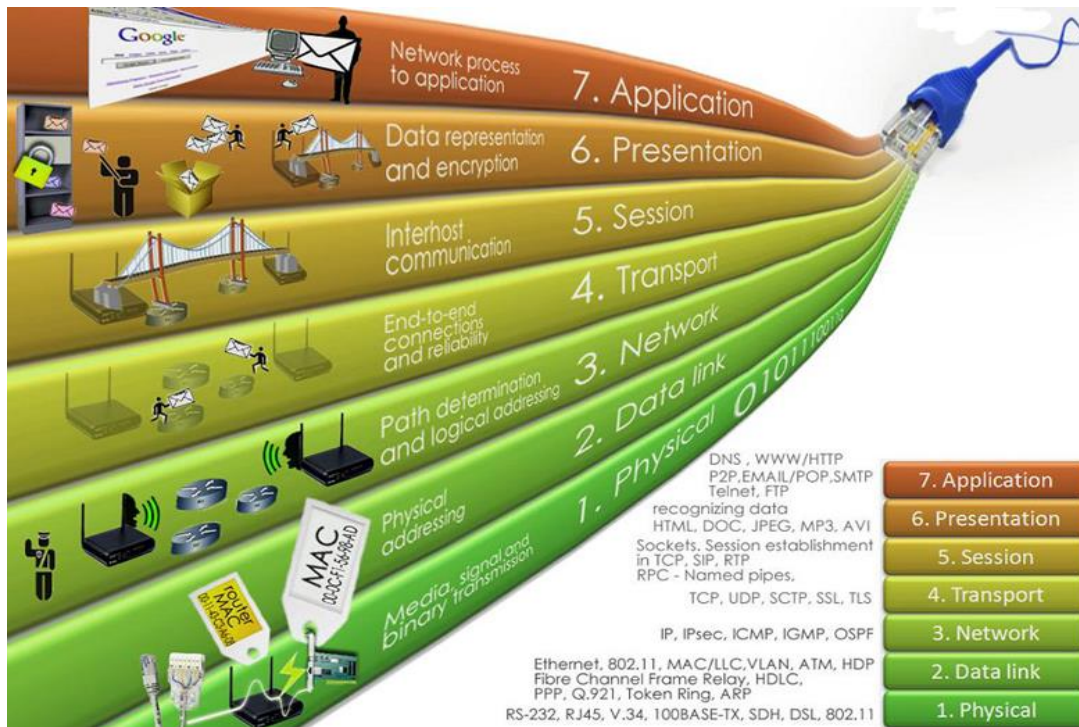 Google
Network process
to application
7. Application
Data representation
and encryption
6. Presentation
Interhost
communication
5. Session
End-to-end
connections
and reliability
4. Transport
Path determination
and logical addressing
3. Network
Physical
addressing
2. Data link
Media, signal and
binary transmission
1. Physical
010111100110
MAC
router
MAC
DNS , WWW/HTTP
P2P,EMAIL/POP,SMTP
Telnet, FTP
7. Application
recognizing data
HTML, DOC, JPEG, MP3, AVI
6. Presentation
Sockets. Session establishment
in TCP, SIP, RTP
RPC - Named pipes,
5. Session
TCP, UDP, SCTP, SSL, TLS
4. Transport
IP, IPsec, ICMP, IGMP, OSPF
3. Network
Ethernet, 802.11, MAC/LLC,VLAN, ATM, HDP
Fibre Channel Frame Relay, HDLC,
PPP, Q.921, Token Ring, ARP
2. Data link
RS-232, RJ45, V.34, 100BASE-TX, SDH, DSL, 802.11
1. Physical